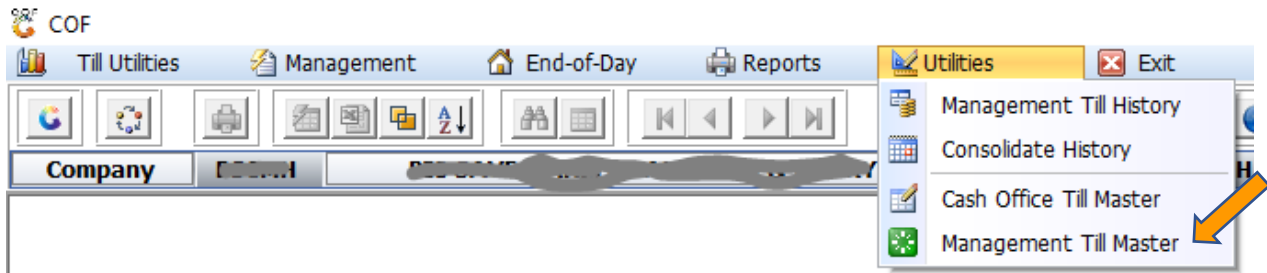 COF
Till Utilities Management End-of-Day Reports Utilities Exit
Management Till History
Consolidate History
Cash Office Till Master
Management Till Master
A
Z
Company